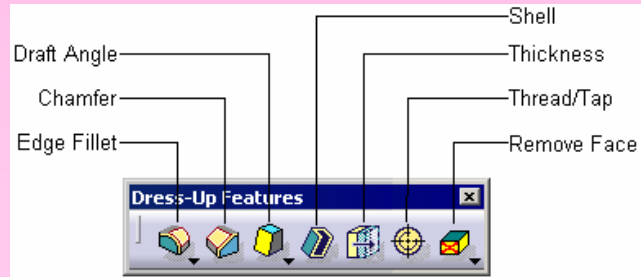 Shell
Draft Angle
Thickness
Chamfer
Thread/Tap
Edge Fillet
Remove Face
Dress-Up Features